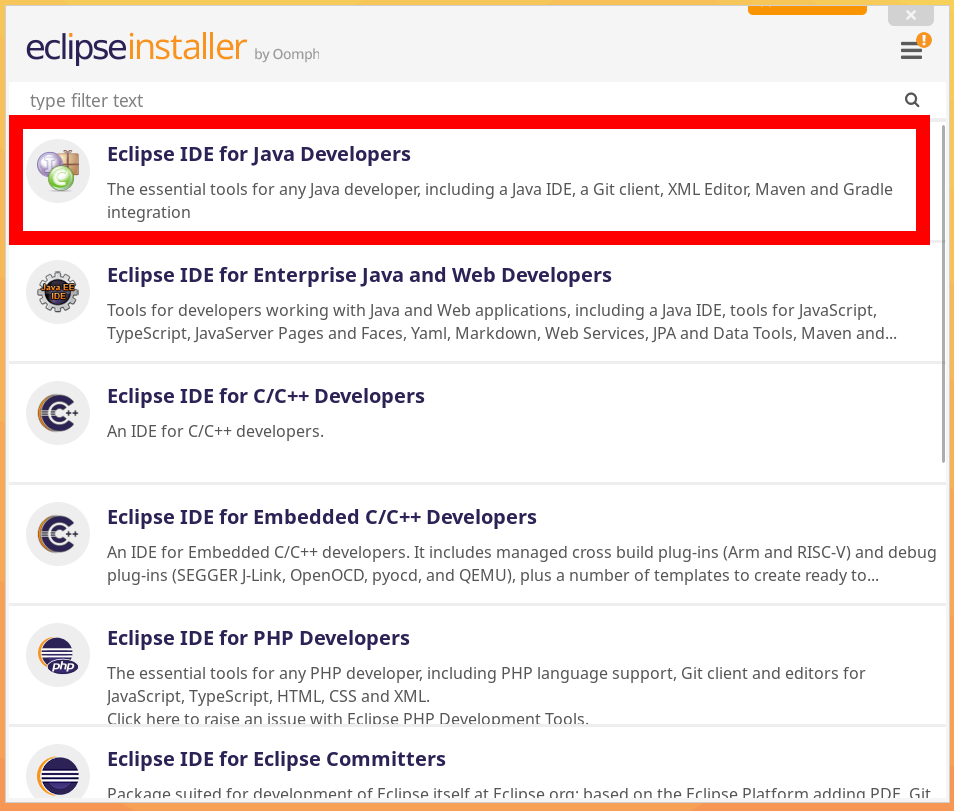 eclipseinstaller by Oomph
type filter text
Eclipse IDE for Java Developers
The essential tools for any Java developer, including a Java IDE, a Git client, XML Editor, Maven and Gradle
integration
Java EE
IDE
Eclipse IDE for Enterprise Java and Web Developers
Tools for developers working with Java and Web applications, including a Java IDE, tools for JavaScript,
TypeScript, JavaServer Pages and Faces, Yaml, Markdown, Web Services, JPA and Data Tools, Maven and...
C++
Eclipse IDE for C/C++ Developers
An IDE for C/C++ developers.
C++
Eclipse IDE for Embedded C/C++ Developers
An IDE for Embedded C/C++ developers. It includes managed cross build plug-ins (Arm and RISC-V) and debug
plug-ins (SEGGER J-Link, OpenOCD, pyocd, and QEMU), plus a number of templates to create ready to...
php
Eclipse IDE for PHP Developers
The essential tools for any PHP developer, including PHP language support, Git client and editors for
JavaScript, TypeScript, HTML, CSS and XML.
Click here to raise an issue with Eclipse PHP Development Tools.
Eclipse IDE for Eclipse Committers
Package suited for development of Eclipse itself at Eclipse.org; based on the Eclipse Platform adding PDE, Git